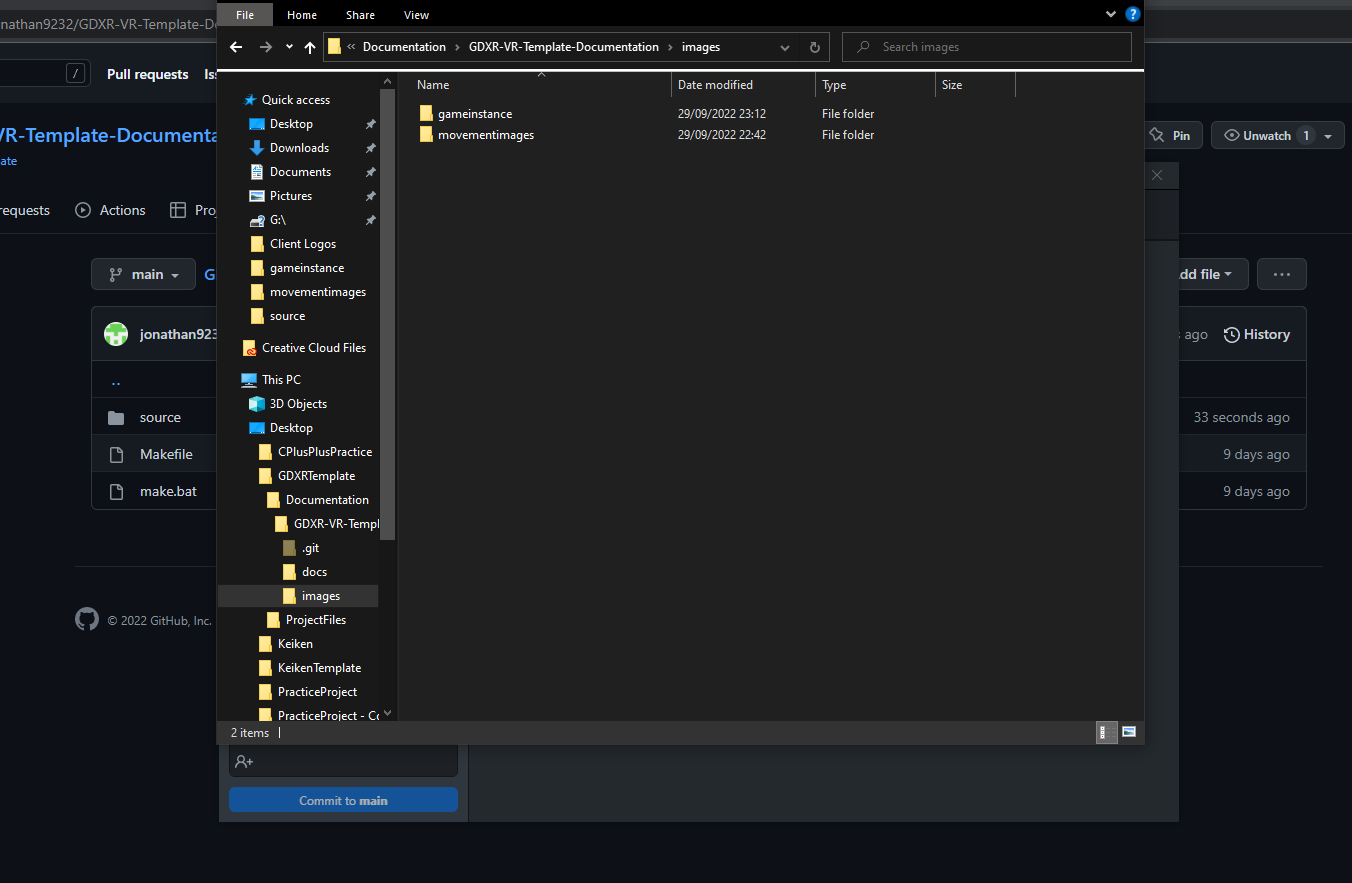 nathan9232/GDXR-VR-Template-Do
/
Pull requests
Iss
VR-Template-Documenta
ate
requests
Actions
Proj
main
G
jonathan923
..
source
Makefile
make.bat
© 2022 GitHub, Inc.
File
Home
Share
View
?
« Documentation › GDXR-VR-Template-Documentation › images
Search images
Quick access
Desktop
Downloads
Documents
Pictures
G:\
Client Logos
gameinstance
movementimages
source
Creative Cloud Files
This PC
3D Objects
Desktop
CPlusPlusPractice
GDXRTemplate
Documentation
GDXR-VR-Templ
.git
docs
images
ProjectFiles
Keiken
KeikenTemplate
PracticeProject
PracticeProject - Co
Name
Date modified
Type
Size
gameinstance
29/09/2022 23:12
File folder
movementimages
29/09/2022 22:42
File folder
2 items
Commit to main
Pin
Unwatch 1
dd file
...
s ago
History
33 seconds ago
9 days ago
9 days ago